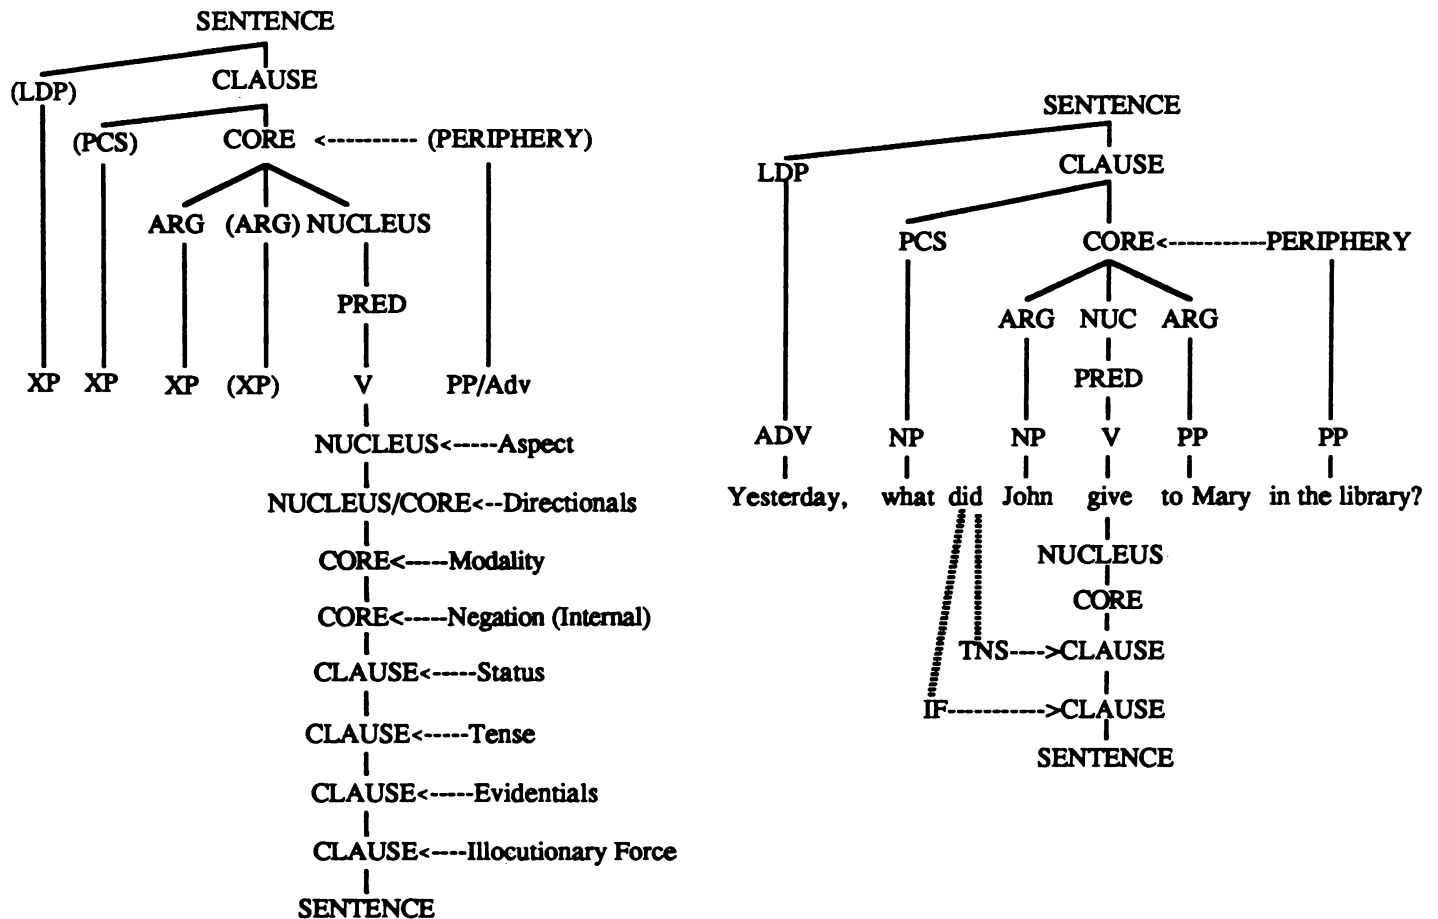 SENTENCE
(LDP)
CLAUSE
(PCS) CORE <---------- (PERIPHERY)
ARG (ARG) NUCLEUS
PRED
XP XP XP (XP) V PP/Adv
NUCLEUS<-----Aspect
NUCLEUS/CORE<--Directionals
CORE<-----Modality
CORE<-----Negation (Internal)
CLAUSE<-----Status
CLAUSE<-----Tense
CLAUSE<-----Evidentials
CLAUSE<----Illocutionary Force
SENTENCE
SENTENCE
LDP CLAUSE
PCS CORE<-----------PERIPHERY
ARG NUC ARG
PRED
ADV NP NP V PP PP
Yesterday, what did John give to Mary in the library?
NUCLEUS
CORE
TNS---->CLAUSE
IF----------->CLAUSE
SENTENCE